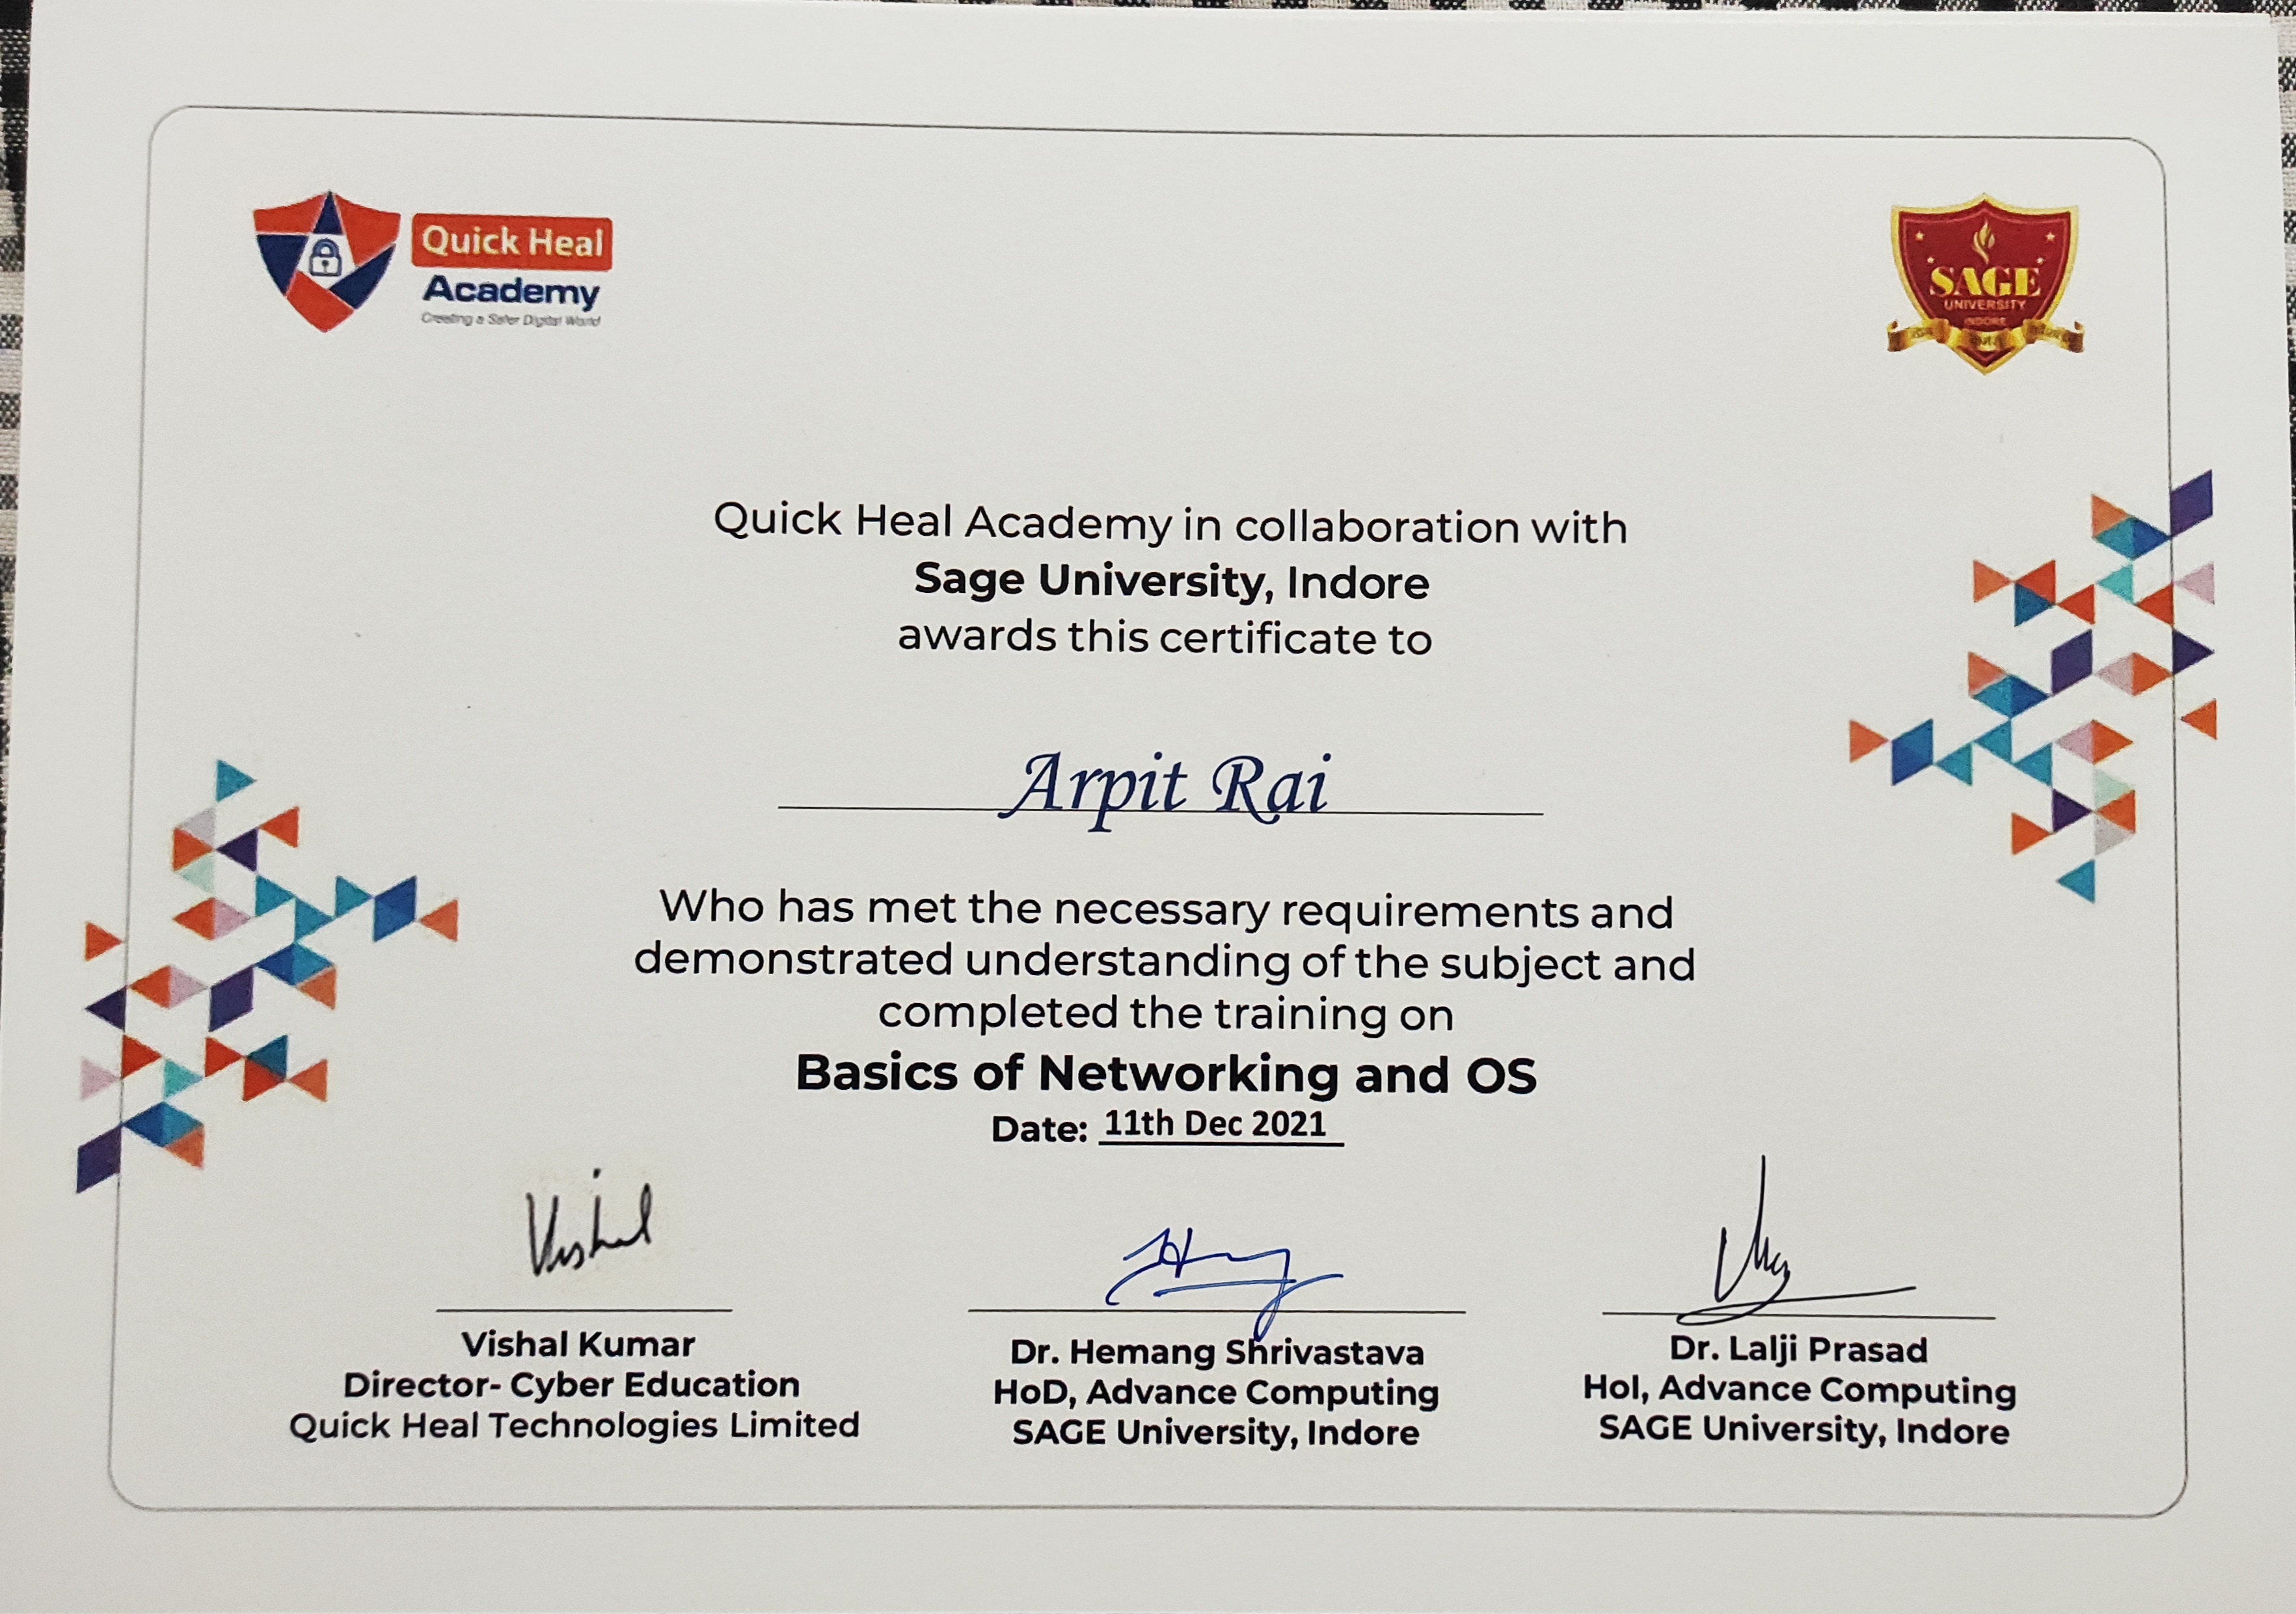 Quick Heal
Academy
Creating a Safer Digital World
SAGE
UNIVERSITY
INDORE
Quick Heal Academy in collaboration with
Sage University, Indore
awards this certificate to
Arpit Rai
Who has met the necessary requirements and
demonstrated understanding of the subject and
completed the training on
Basics of Networking and OS
Date: 11th Dec 2021
Vishal
Vishal Kumar
Director- Cyber Education
Quick Heal Technologies Limited
Dr. Hemang Shrivastava
HoD, Advance Computing
SAGE University, Indore
Dr. Lalji Prasad
HoI, Advance Computing
SAGE University, Indore